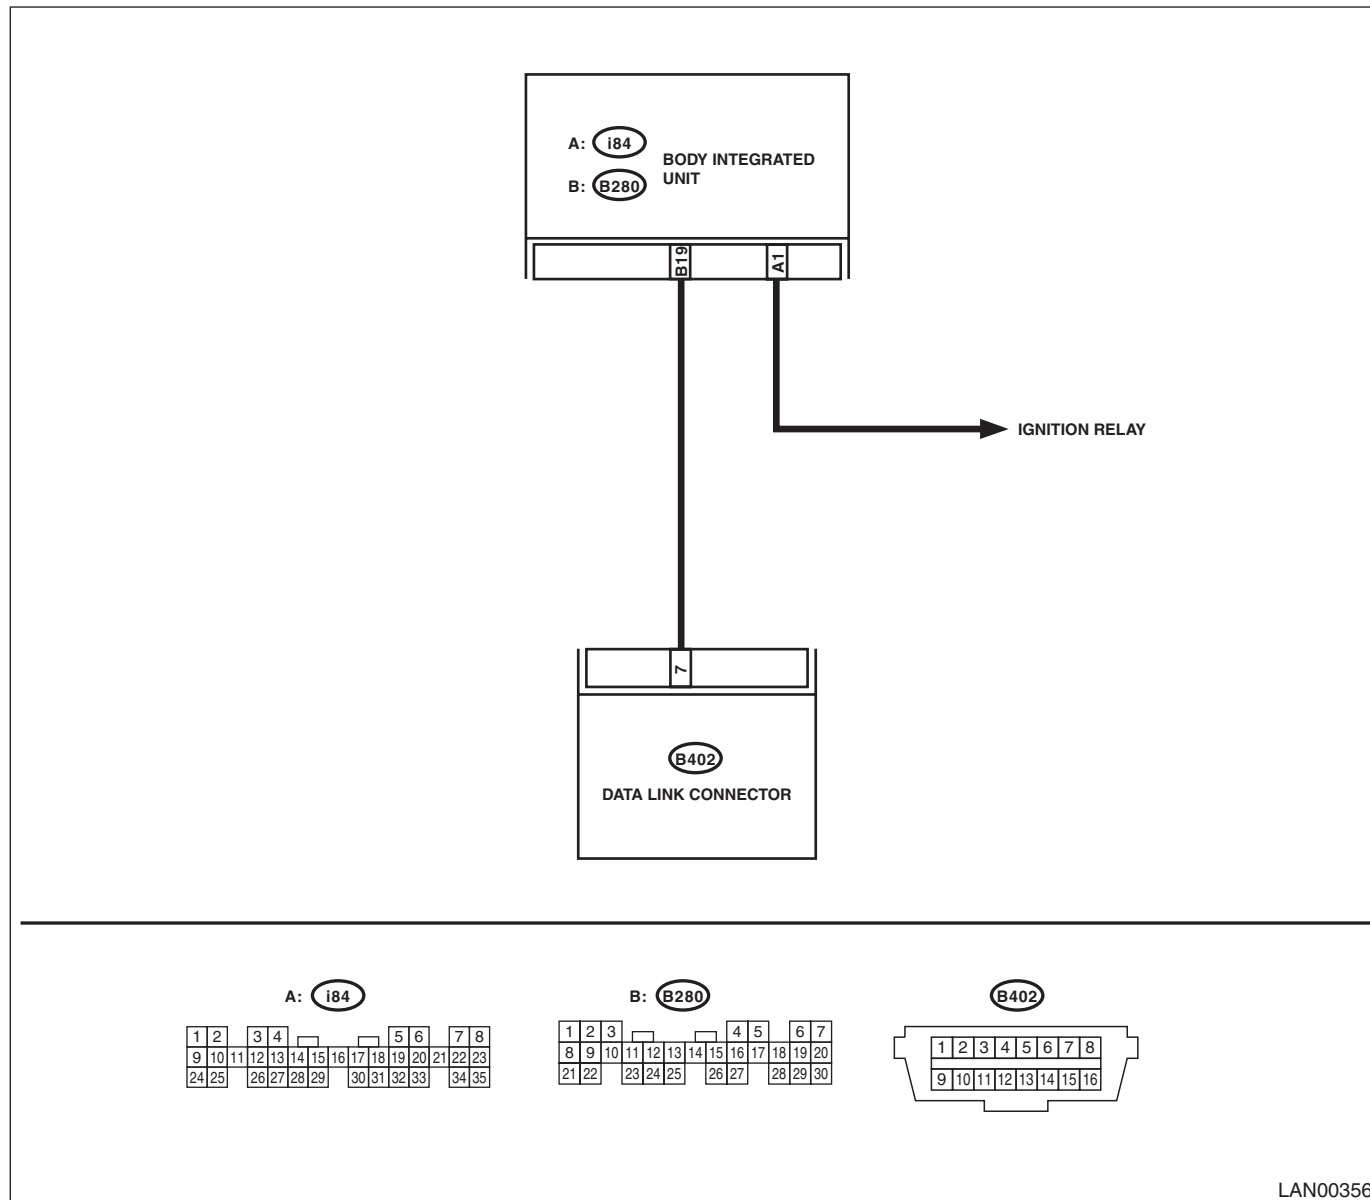 A: i84
BODY INTEGRATED
UNIT
B: B280
B19
A1
IGNITION RELAY
7
B402
DATA LINK CONNECTOR
A: i84
1 2 3 4 5 6 7 8
9 10 11 12 13 14 15 16 17 18 19 20 21 22 23
24 25 26 27 28 29 30 31 32 33 34 35
B: B280
1 2 3 4 5 6 7
8 9 10 11 12 13 14 15 16 17 18 19 20
21 22 23 24 25 26 27 28 29 30
B402
1 2 3 4 5 6 7 8
9 10 11 12 13 14 15 16
LAN00356